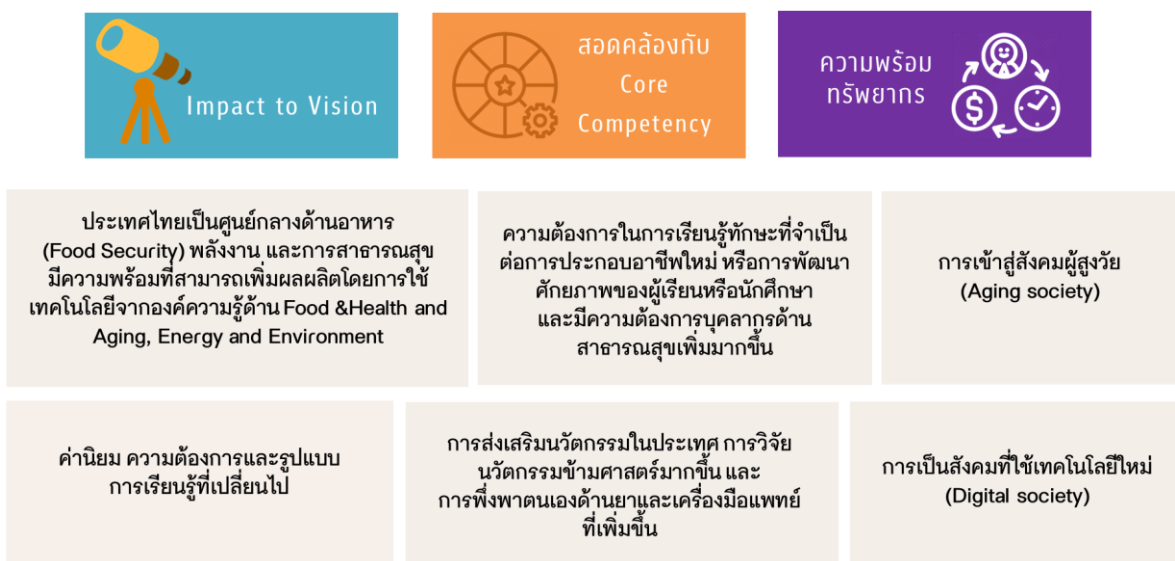 Impact to Vision
สอดคล้องกับ
Core
Competency
ความพร้อม
ทรัพยากร
ประเทศไทยเป็นศูนย์กลางด้านอาหาร
(Food Security) พลังงาน และการสาธารณสุข
มีความพร้อมที่สามารถเพิ่มผลผลิตโดยการใช้
เทคโนโลยีจากองค์ความรู้ด้าน Food &Health and
Aging, Energy and Environment
ความต้องการในการเรียนรู้ทักษะที่จำเป็น
ต่อการประกอบอาชีพใหม่ หรือการพัฒนา
ศักยภาพของผู้เรียนหรือนักศึกษา
และมีความต้องการบุคลากรด้าน
สาธารณสุขเพิ่มมากขึ้น
การเข้าสู่สังคมผู้สูงวัย
(Aging society)
ค่านิยม ความต้องการและรูปแบบ
การเรียนรู้ที่เปลี่ยนไป
การส่งเสริมนวัตกรรมในประเทศ การวิจัย
นวัตกรรมข้ามศาสตร์มากขึ้น และ
การพึ่งพาตนเองด้านยาและเครื่องมือแพทย์
ที่เพิ่มขึ้น
การเป็นสังคมที่ใช้เทคโนโลยีใหม่
(Digital society)